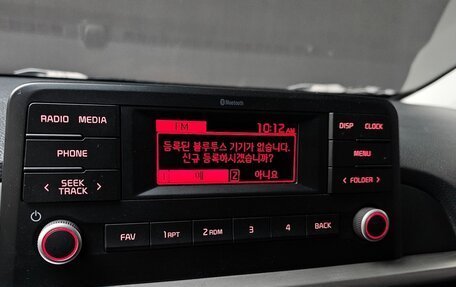 Bluetooth
RADIO MEDIA
FM 10:12 AM
DISP CLOCK
등록된 블루투스 기기가 없습니다.
신규 등록하시겠습니까?
1 예 2 아니요
PHONE
MENU
< SEEK TRACK >
< FOLDER >
FAV 1 RPT 2 RDM 3 4 BACK